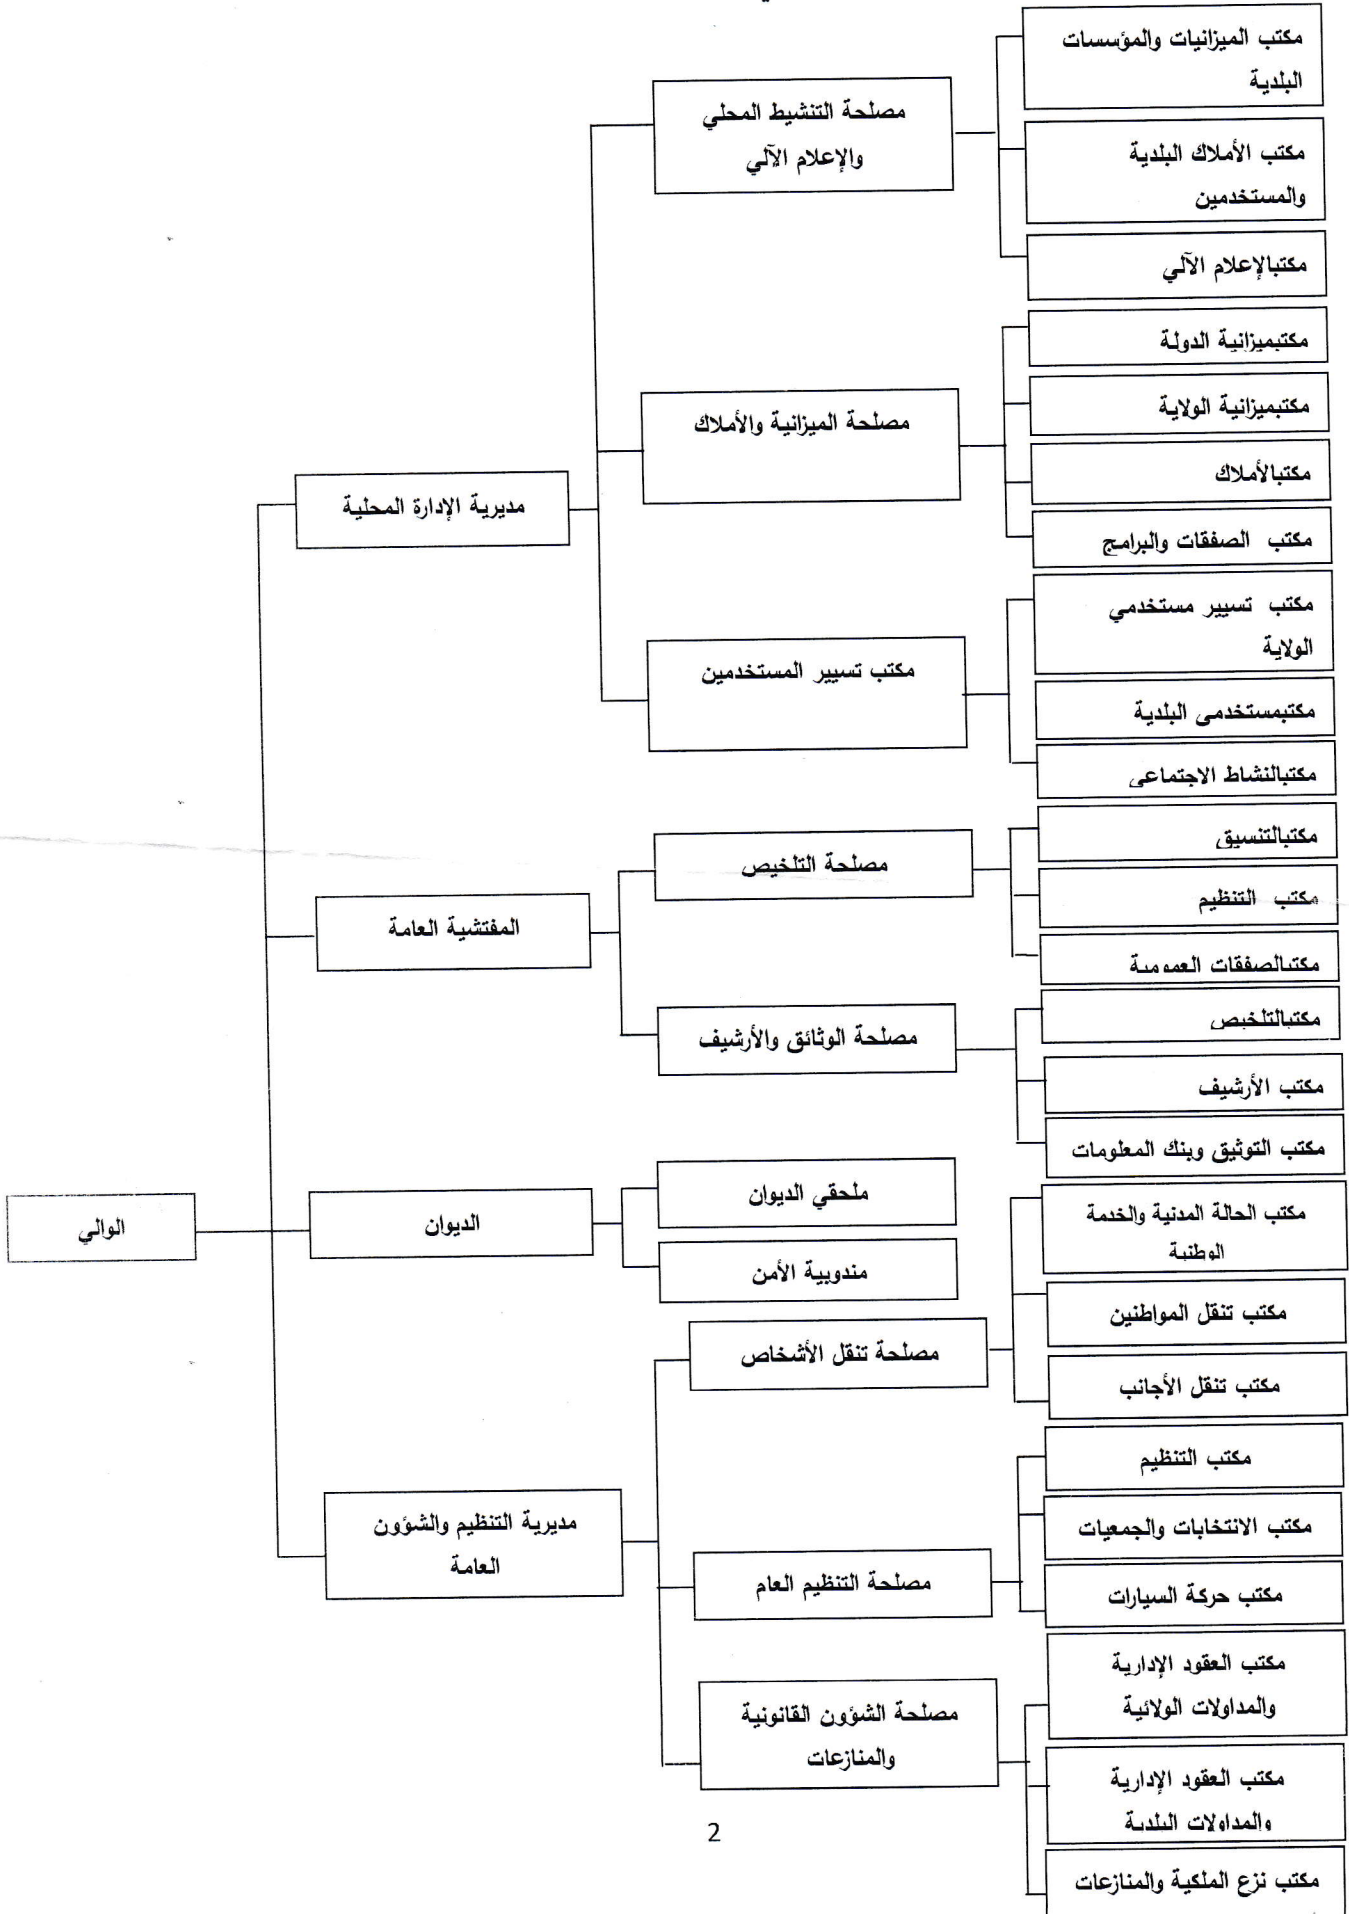 مكتب الميزانيات والمؤسسات
البلدية
مصلحة التنشيط المحلي
والإعلام الآلي
مكتب الأملاك البلدية
والمستخدمين
مكتبالإعلام الآلي
مكتبميزانية الدولة
مكتبميزانية الولاية
مصلحة الميزانية والأملاك
مكتبالأملاك
مديرية الإدارة المحلية
مكتب الصفقات والبرامج
مكتب تسيير مستخدمي
الولاية
مكتب تسيير المستخدمين
مكتبمستخدمي البلدية
مكتبالنشاط الاجتماعي
مكتبالتنسيق
مصلحة التلخيص
مكتب التنظيم
المفتشية العامة
مكتبالصفقات العمومية
مكتبالتلخيص
مصلحة الوثائق والأرشيف
مكتب الأرشيف
مكتب التوثيق وبنك المعلومات
ملحقي الديوان
مكتب الحالة المدنية والخدمة
الوطنية
الديوان
الوالي
مندوبية الأمن
مكتب تنقل المواطنين
مصلحة تنقل الأشخاص
مكتب تنقل الأجانب
مكتب التنظيم
مديرية التنظيم والشؤون
العامة
مكتب الانتخابات والجمعيات
مصلحة التنظيم العام
مكتب حركة السيارات
مكتب العقود الإدارية
والمداولات الولائية
مصلحة الشؤون القانونية
والمنازعات
مكتب العقود الإدارية
والمداولات البلدية
2
مكتب نزع الملكية والمنازعات